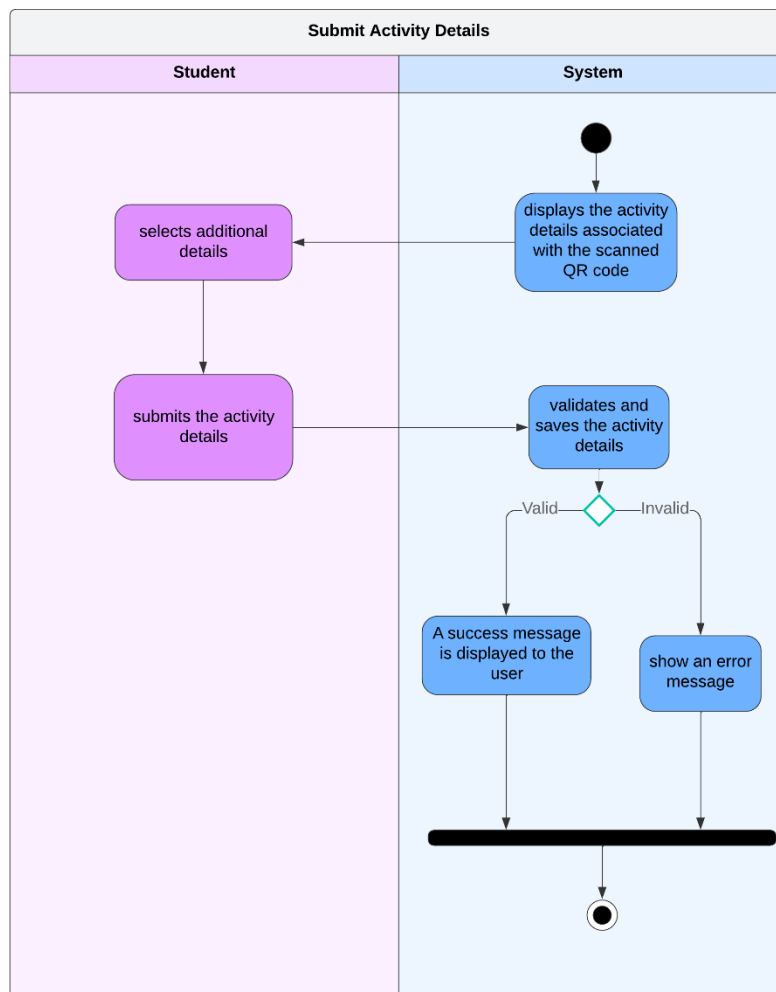 Submit Activity Details
Student
System
displays the activity
details associated
with the scanned
QR code
selects additional
details
submits the activity
details
validates and
saves the activity
details
Valid
Invalid
A success message
is displayed to the
user
show an error
message